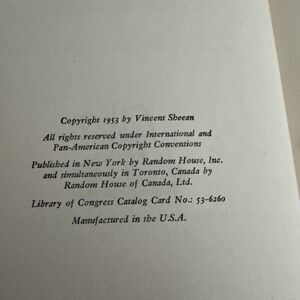 Copyright 1953 by Vincent Sheean
All rights reserved under International and
Pan-American Copyright Conventions
Published in New York by Random House, Inc.
and simultaneously in Toronto, Canada by
Random House of Canada, Ltd.
Library of Congress Catalog Card No.: 53-6260
Manufactured in the U.S.A.